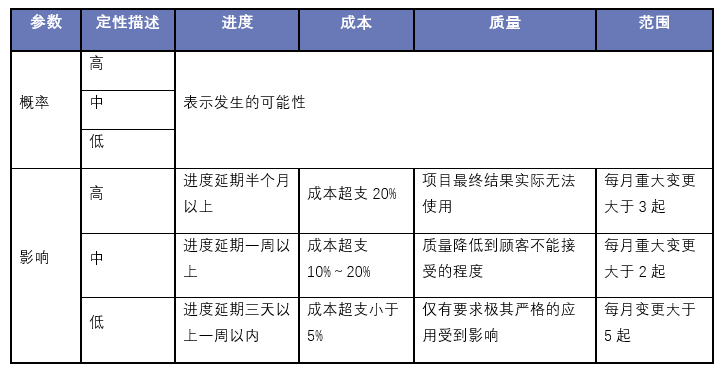 参数 定性描述 进度 成本 质量 范围
概率
高
中
低
表示发生的可能性
影响
高
进度延期半个月
以上
成本超支 20%
项目最终结果实际无法
使用
每月重大变更
大于 3 起
中
进度延期一周以
上
成本超支
10%～20%
质量降低到顾客不能接
受的程度
每月重大变更
大于 2 起
低
进度延期三天以
上一周以内
成本超支小于
5%
仅有要求极其严格的应
用受到影响
每月变更大于
5 起